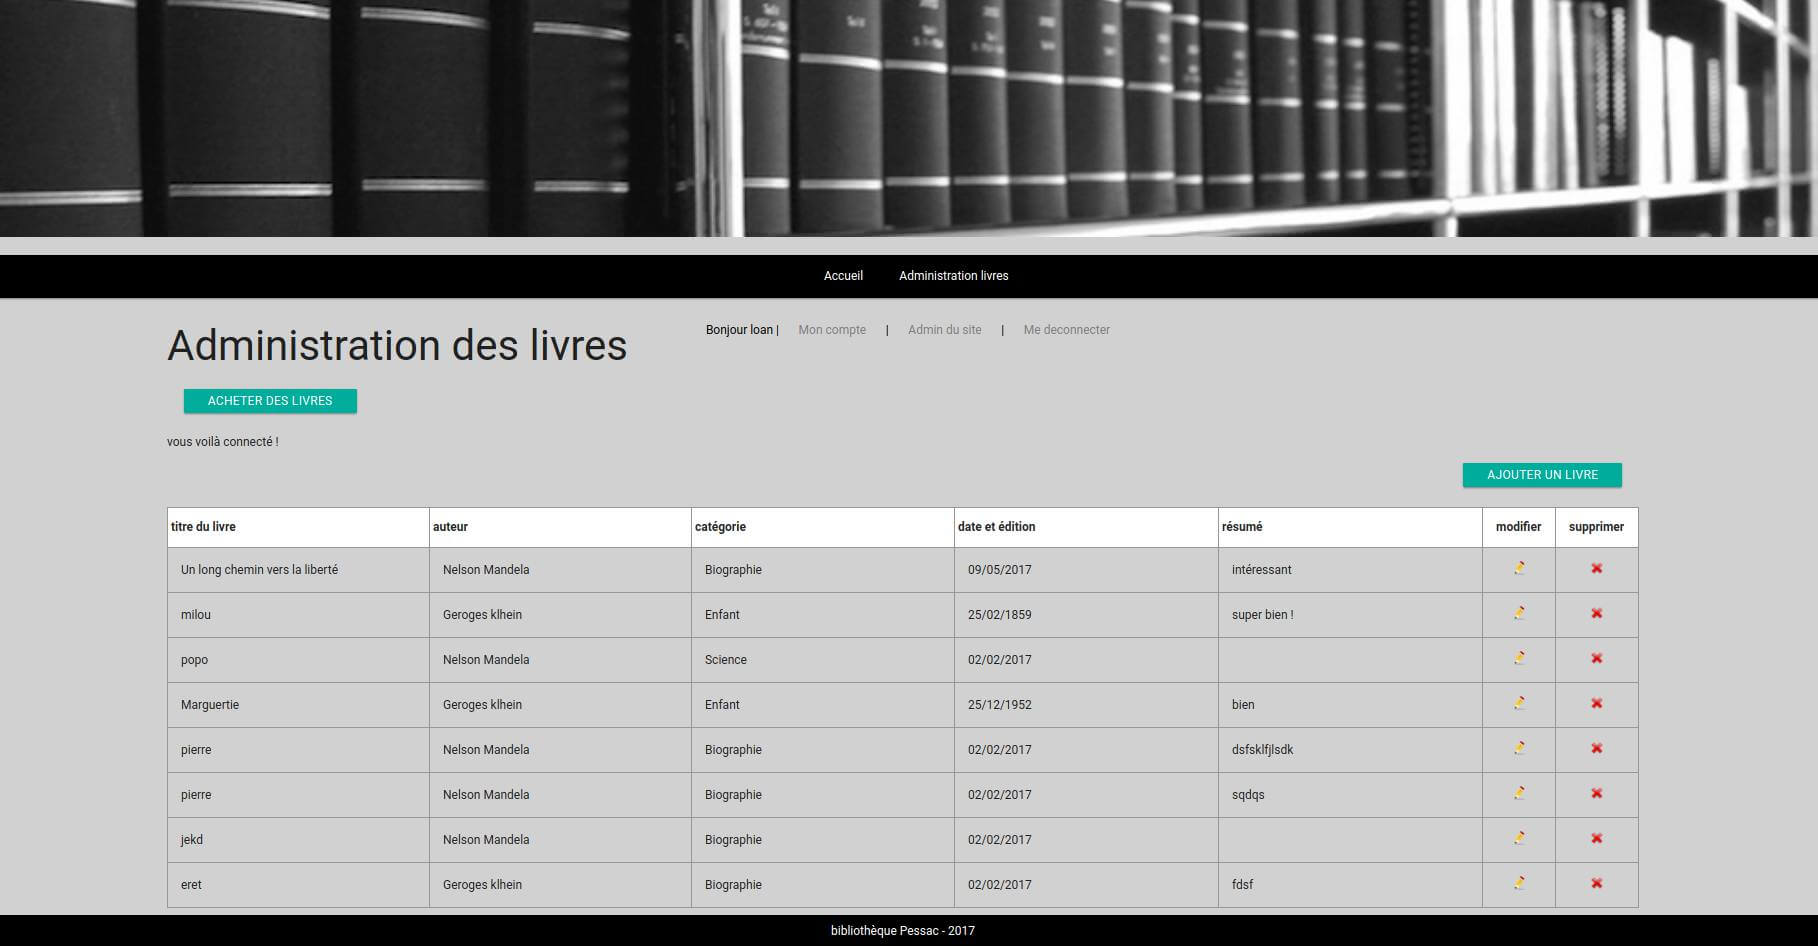 Accueil Administration livres
Administration des livres
Bonjour loan | Mon compte | Admin du site | Me deconnecter
ACHETER DES LIVRES
vous voilà connecté !
AJOUTER UN LIVRE
titre du livre auteur catégorie date et édition résumé modifier supprimer
Un long chemin vers la liberté Nelson Mandela Biographie 09/05/2017 intéressant
milou Geroges klhein Enfant 25/02/1859 super bien !
popo Nelson Mandela Science 02/02/2017
Marguertie Geroges klhein Enfant 25/12/1952 bien
pierre Nelson Mandela Biographie 02/02/2017 dsfsklfjlsdk
pierre Nelson Mandela Biographie 02/02/2017 sqdqs
jekd Nelson Mandela Biographie 02/02/2017
eret Geroges klhein Biographie 02/02/2017 fdsf
bibliothèque Pessac - 2017